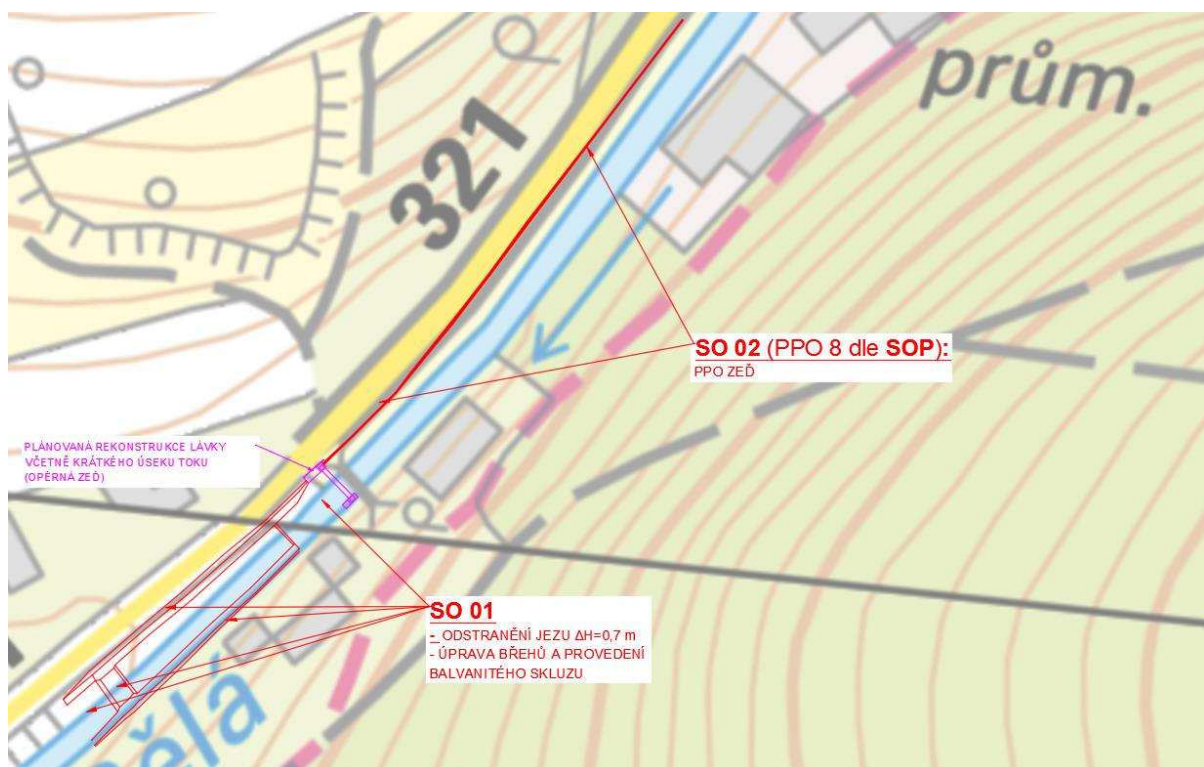 prům.
321
SO 02 (PPO 8 dle SOP):
PPO ZEĎ
PLÁNOVANÁ REKONSTRUKCE LÁVKY
VČETNĚ KRÁTKÉHO ÚSEKU TOKU
(OPĚRNÁ ZEĎ)
SO 01
- ODSTRANĚNÍ JEZU ΔH=0,7 m
- ÚPRAVA BŘEHŮ A PROVEDENÍ
BALVANITÉHO SKLUZU
ělá